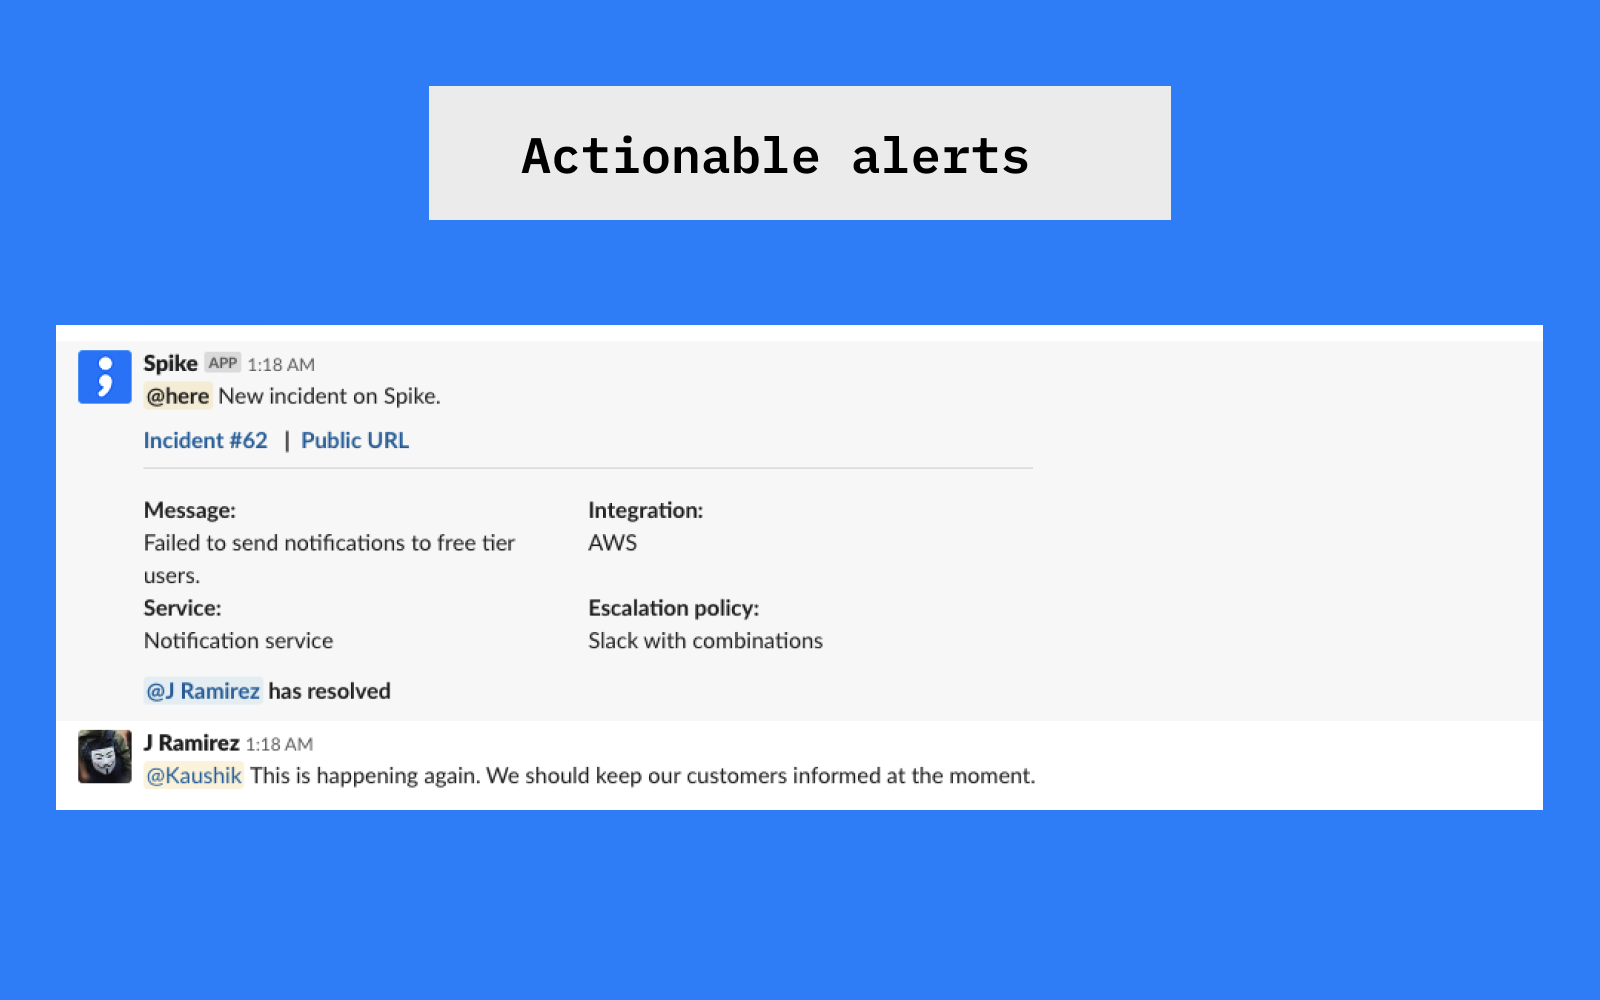 Actionable alerts
Spike APP 1:18 AM
@here New incident on Spike.
Incident #62 | Public URL
Message:
Failed to send notifications to free tier
users.
Integration:
AWS
Service:
Notification service
Escalation policy:
Slack with combinations
@J Ramirez has resolved
J Ramirez 1:18 AM
@Kaushik This is happening again. We should keep our customers informed at the moment.